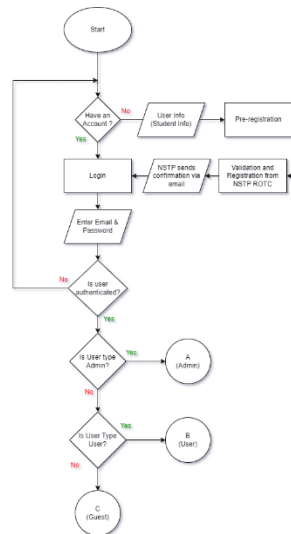 Start
Have an
Account ?
No.
User Info
(Student Info)
Pre-registration
Yes.
Login
NSTP sends
confirmation via
email
Validation and
Registration from
NSTP ROTC
Enter Email &
Password
No.
Is user
authenticated?
Yes.
Is User type
Admin?
Yes.
A
(Admin)
No.
Is User Type
User?
Yes.
B
(User)
No.
C
(Guest)